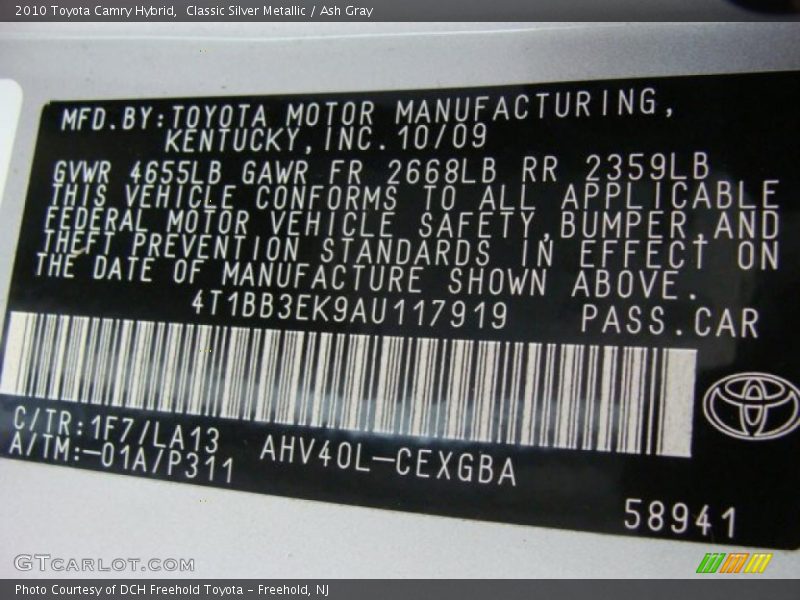 2010 Toyota Camry Hybrid,  Classic Silver Metallic / Ash Gray
MFD.BY:TOYOTA MOTOR MANUFACTURING,
KENTUCKY,INC.10/09
GVWR 4655LB GAWR FR 2668LB RR 2359LB
THIS VEHICLE CONFORMS TO ALL APPLICABLE
FEDERAL MOTOR VEHICLE SAFETY,BUMPER,AND
THEFT PREVENTION STANDARDS IN EFFECT ON
THE DATE OF MANUFACTURE SHOWN ABOVE.
4T1BB3EK9AU117919 PASS.CAR
C/TR:1F7/LA13
A/TM:-01A/P311
AHV40L-CEXGBA
58941
GTCARLOT.COM
Photo Courtesy of DCH Freehold Toyota - Freehold, NJ